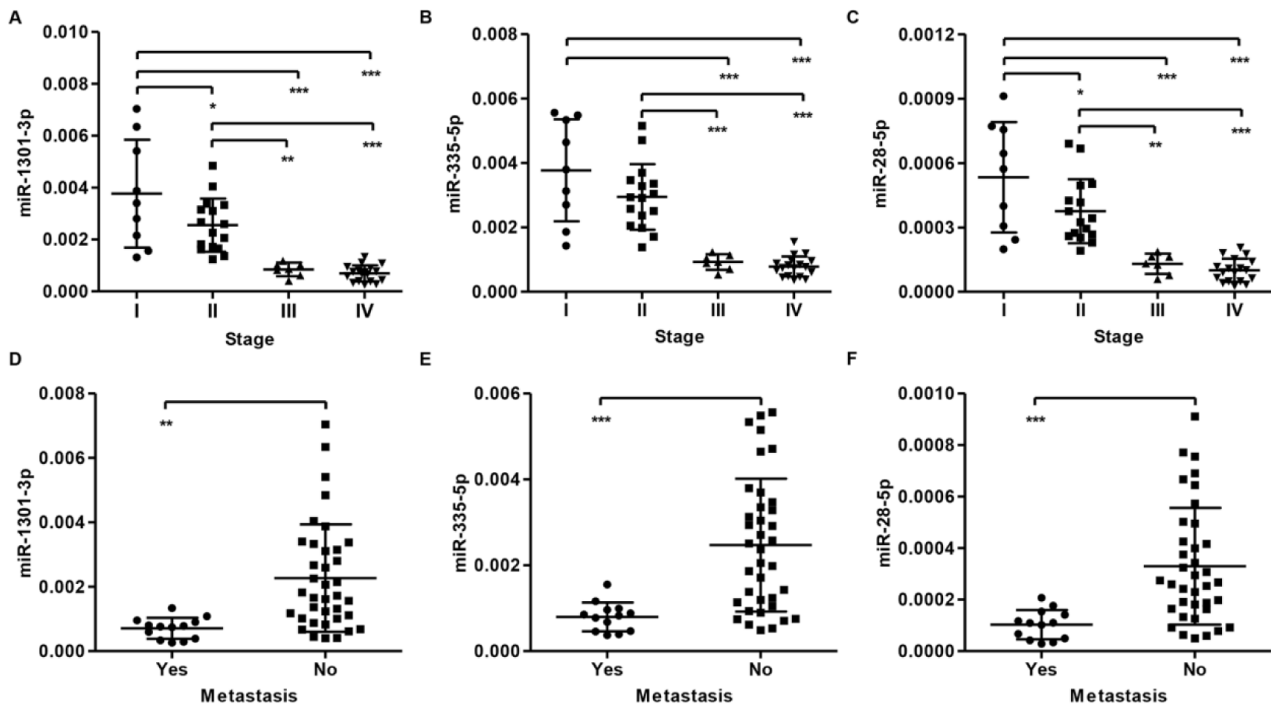 A
miR-1301-3p
0.010
0.008
0.006
0.004
0.002
0.000
***
***
*
***
**
I II III IV
Stage
B
miR-335-5p
0.008
0.006
0.004
0.002
0.000
***
***
***
***
I II III IV
Stage
C
miR-28-5p
0.0012
0.0009
0.0006
0.0003
0.0000
***
***
*
***
**
I II III IV
Stage
D
miR-1301-3p
0.008
0.006
0.004
0.002
0.000
**
Yes No
Metastasis
E
miR-335-5p
0.006
0.004
0.002
0.000
***
Yes No
Metastasis
F
miR-28-5p
0.0010
0.0008
0.0006
0.0004
0.0002
0.0000
***
Yes No
Metastasis